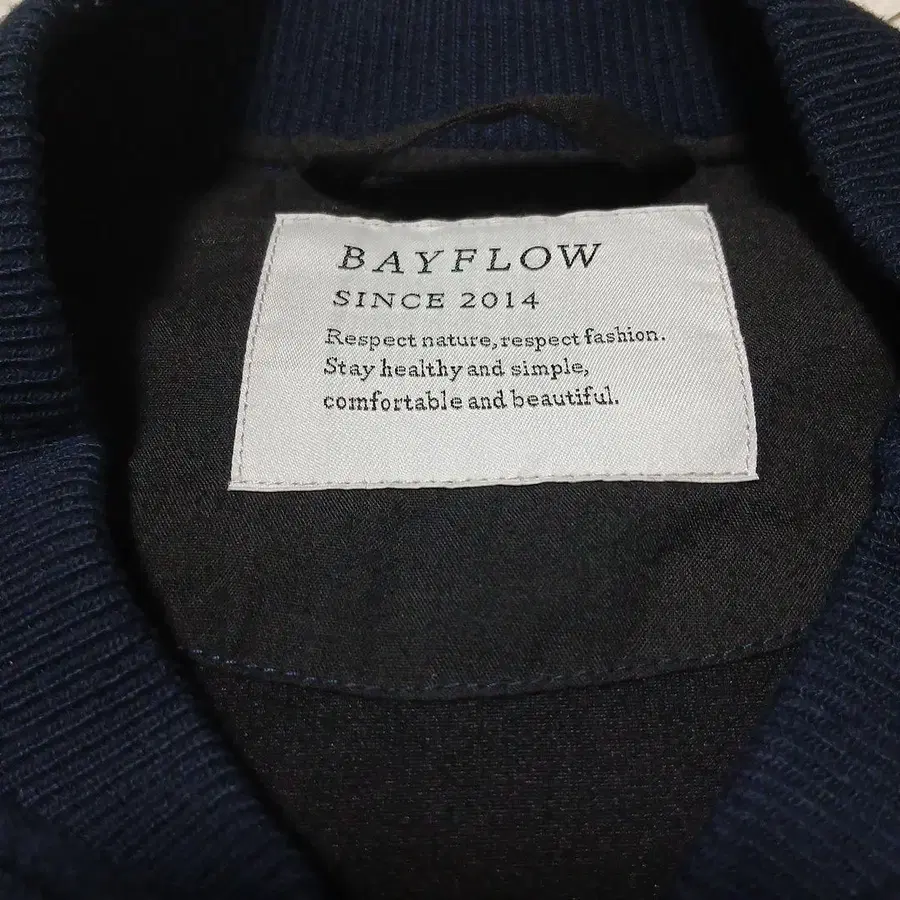 BAYFLOW
SINCE 2014
Respect nature, respect fashion.
Stay healthy and simple,
comfortable and beautiful.